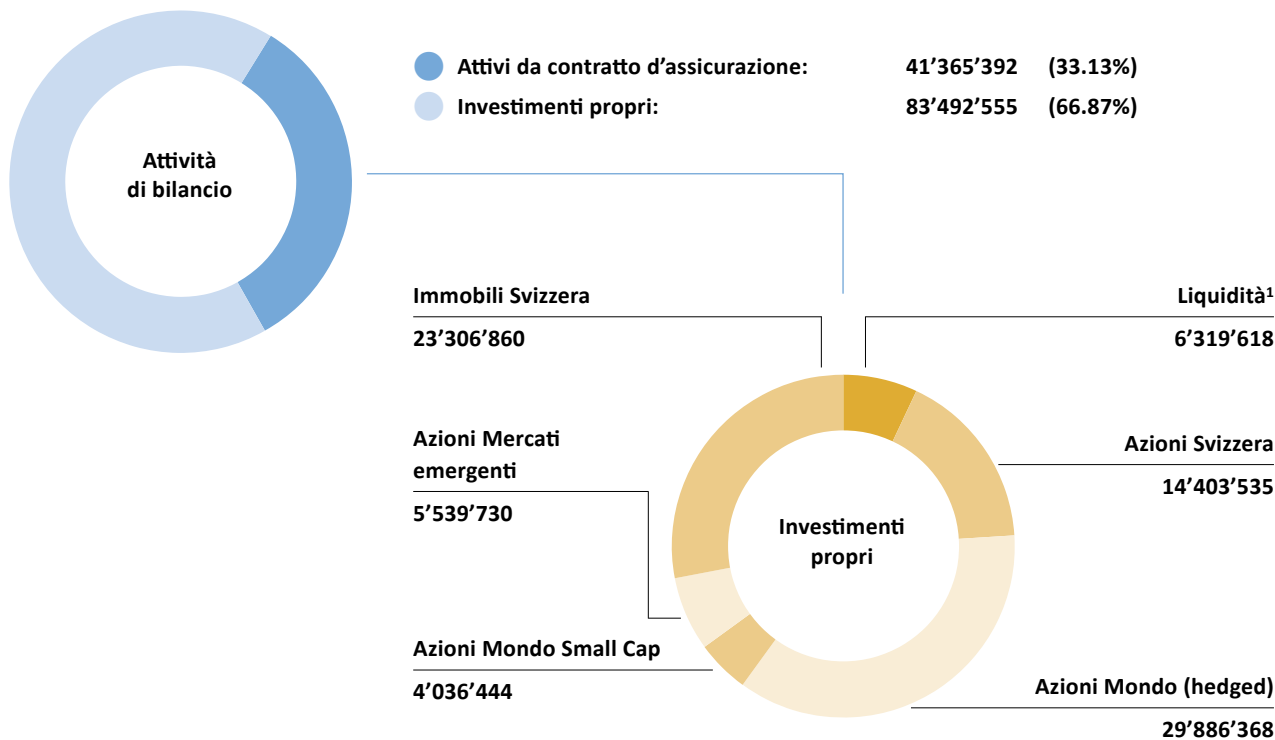 Attività
di bilancio
Attivi da contratto d'assicurazione: 41’365’392 (33.13%)
Investimenti propri: 83’492’555 (66.87%)
Immobili Svizzera
23’306’860
Liquidità¹
6’319’618
Azioni Mercati
emergenti
5’539’730
Azioni Svizzera
14’403’535
Investimenti
propri
Azioni Mondo Small Cap
4’036’444
Azioni Mondo (hedged)
29’886’368